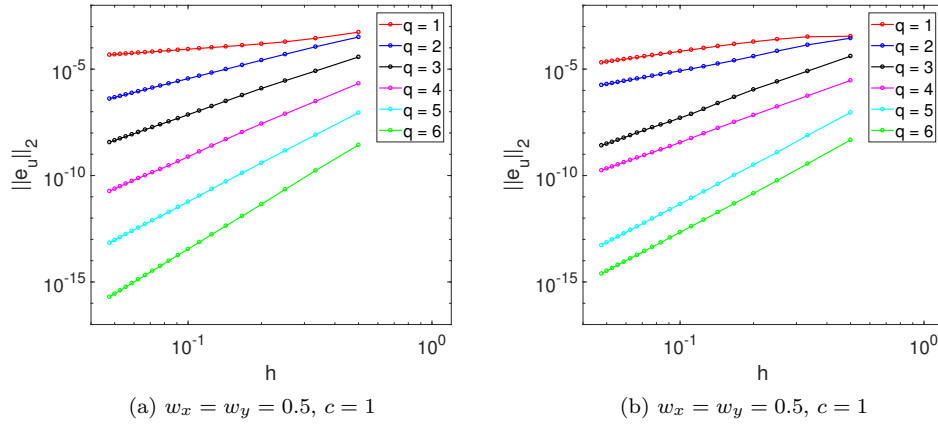 q = 1
q = 2
q = 3
q = 4
q = 5
q = 6
10^-5
10^-10
10^-15
||e_u||_2
10^-1
10^0
h
(a) w_x = w_y = 0.5, c = 1
q = 1
q = 2
q = 3
q = 4
q = 5
q = 6
10^-5
10^-10
10^-15
||e_u||_2
10^-1
10^0
h
(b) w_x = w_y = 0.5, c = 1